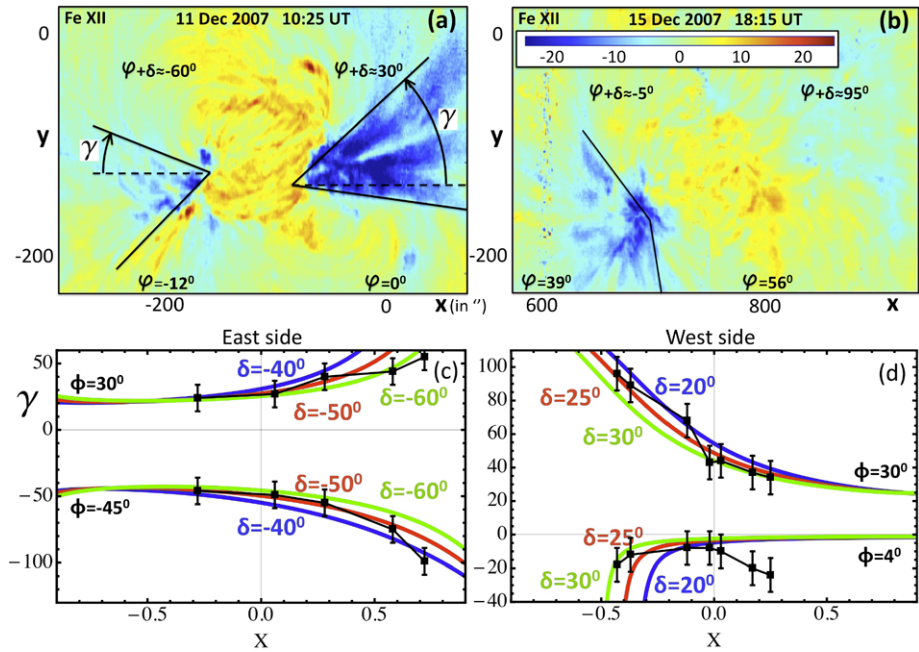 Fe XII 11 Dec 2007 10:25 UT (a)
φ+δ≈-60⁰ φ+δ≈30⁰
γ γ
y
0
-200
φ=-12⁰ φ=0⁰
-200 0 x (in ″)
Fe XII 15 Dec 2007 18:15 UT (b)
-20 -10 0 10 20
φ+δ≈-5⁰ φ+δ≈95⁰
y
0
-200
φ=39⁰ φ=56⁰
600 800 x
East side
50
0
-50
-100
γ
Φ=30⁰ δ=-40⁰ (c)
δ=-50⁰ δ=-60⁰
δ=-50⁰ δ=-60⁰
Φ=-45⁰ δ=-40⁰
-0.5 0.0 0.5
X
West side
100
80
60
40
20
0
-20
-40
δ=20⁰ (d)
δ=25⁰
δ=30⁰ Φ=30⁰
δ=25⁰ Φ=4⁰
δ=30⁰ δ=20⁰
-0.5 0.0 0.5
X